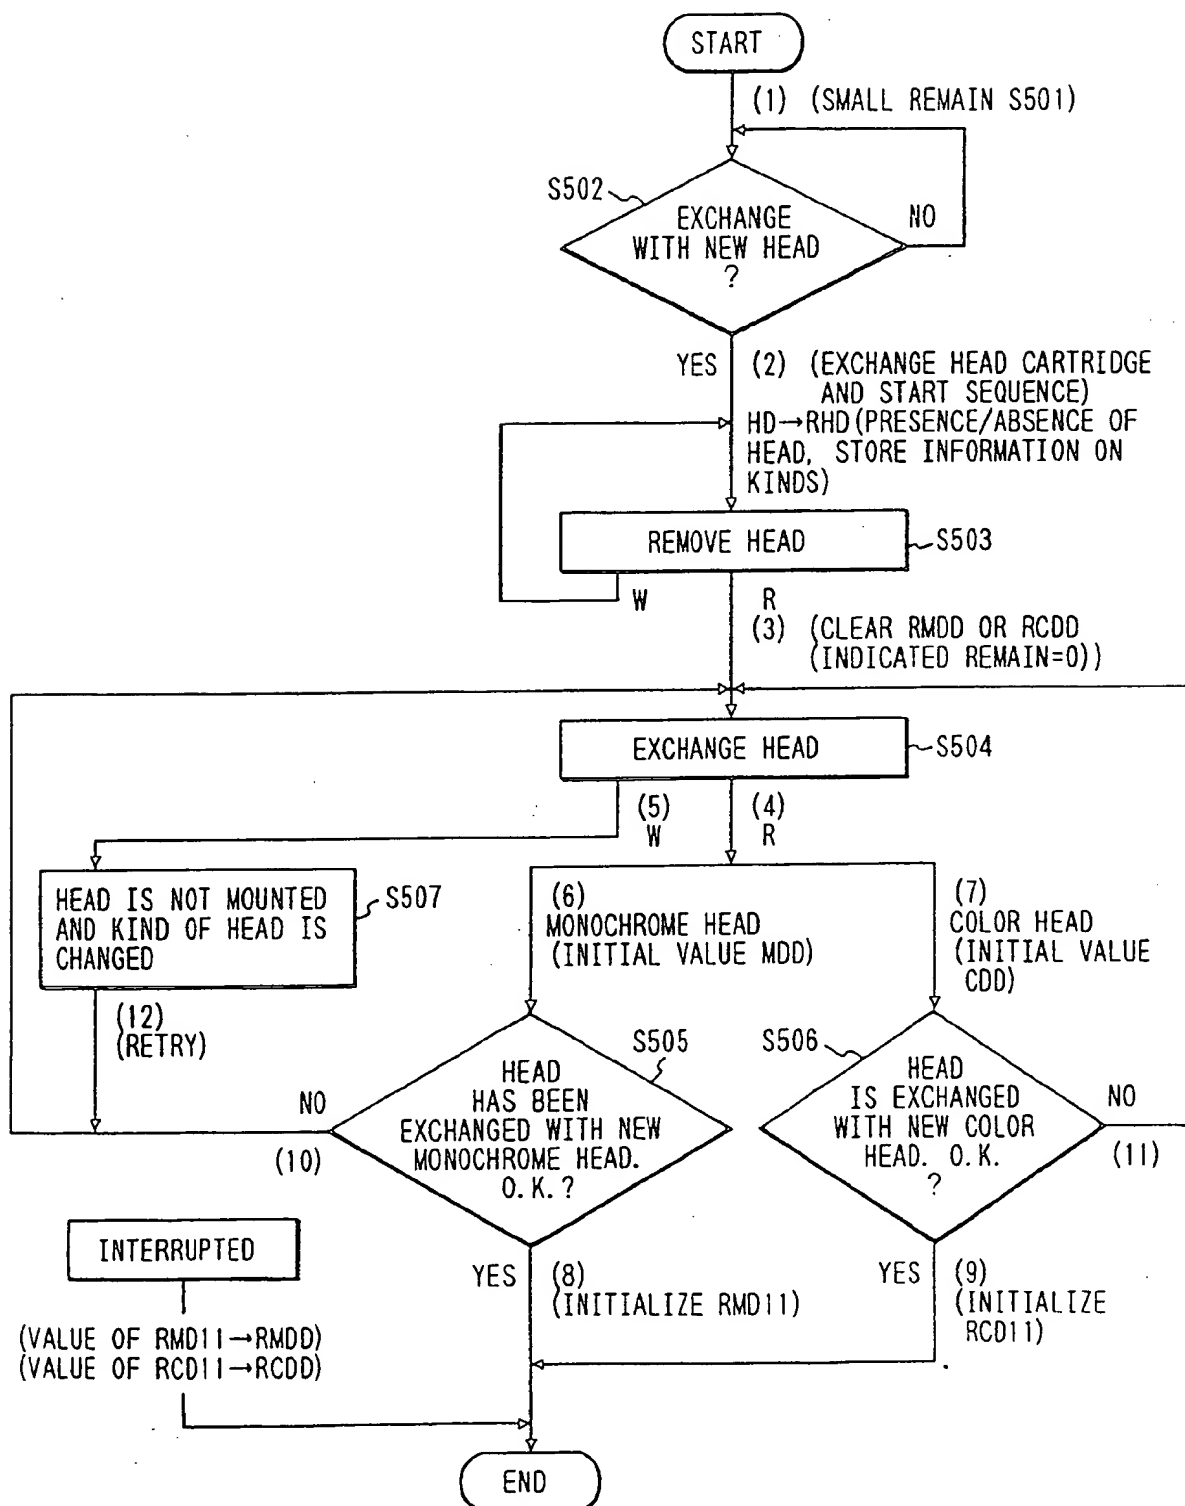 START
(1) (SMALL REMAIN S501)
S502
EXCHANGE
WITH NEW HEAD
?
NO
YES
(2) (EXCHANGE HEAD CARTRIDGE
AND START SEQUENCE)
HD→RHD(PRESENCE/ABSENCE OF
HEAD, STORE INFORMATION ON
KINDS)
REMOVE HEAD
S503
W
R
(3) (CLEAR RMDD OR RCDD
(INDICATED REMAIN=0))
EXCHANGE HEAD
S504
(5)
W
(4)
R
HEAD IS NOT MOUNTED
AND KIND OF HEAD IS
CHANGED
S507
(6)
MONOCHROME HEAD
(INITIAL VALUE MDD)
(7)
COLOR HEAD
(INITIAL VALUE
CDD)
(12)
(RETRY)
S505
HEAD
HAS BEEN
EXCHANGED WITH NEW
MONOCHROME HEAD.
O.K.?
NO
(10)
S506
HEAD
IS EXCHANGED
WITH NEW COLOR
HEAD. O.K.
?
NO
(11)
INTERRUPTED
YES
(8)
(INITIALIZE RMD11)
YES
(9)
(INITIALIZE
RCD11)
(VALUE OF RMD11→RMDD)
(VALUE OF RCD11→RCDD)
END